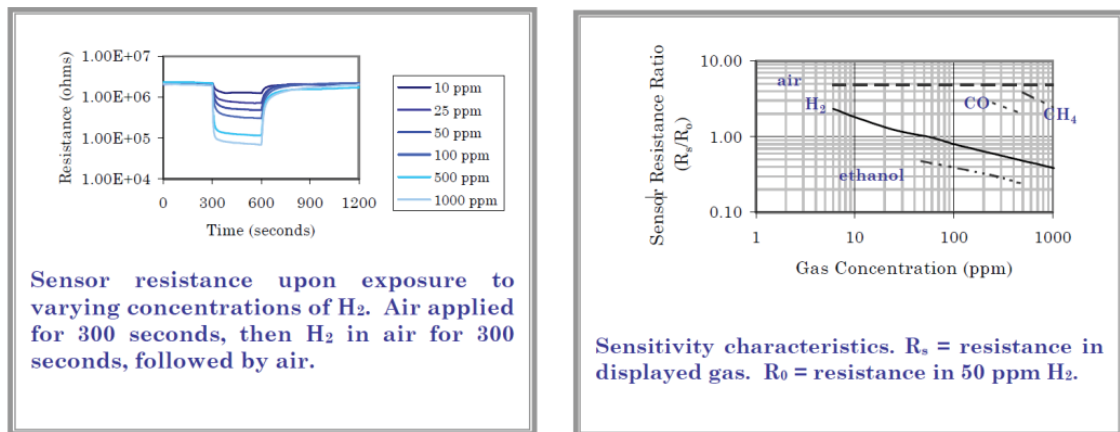 Resistance (ohms)
1.00E+07
1.00E+06
1.00E+05
1.00E+04
0 300 600 900 1200
Time (seconds)
10 ppm
25 ppm
50 ppm
100 ppm
500 ppm
1000 ppm
Sensor resistance upon exposure to
varying concentrations of H₂. Air applied
for 300 seconds, then H₂ in air for 300
seconds, followed by air.
Sensor Resistance Ratio
(Rs/Ro)
10.00
1.00
0.10
air
H₂
CO
CH₄
ethanol
1 10 100 1000
Gas Concentration (ppm)
Sensitivity characteristics. Rₛ = resistance in
displayed gas. R₀ = resistance in 50 ppm H₂.